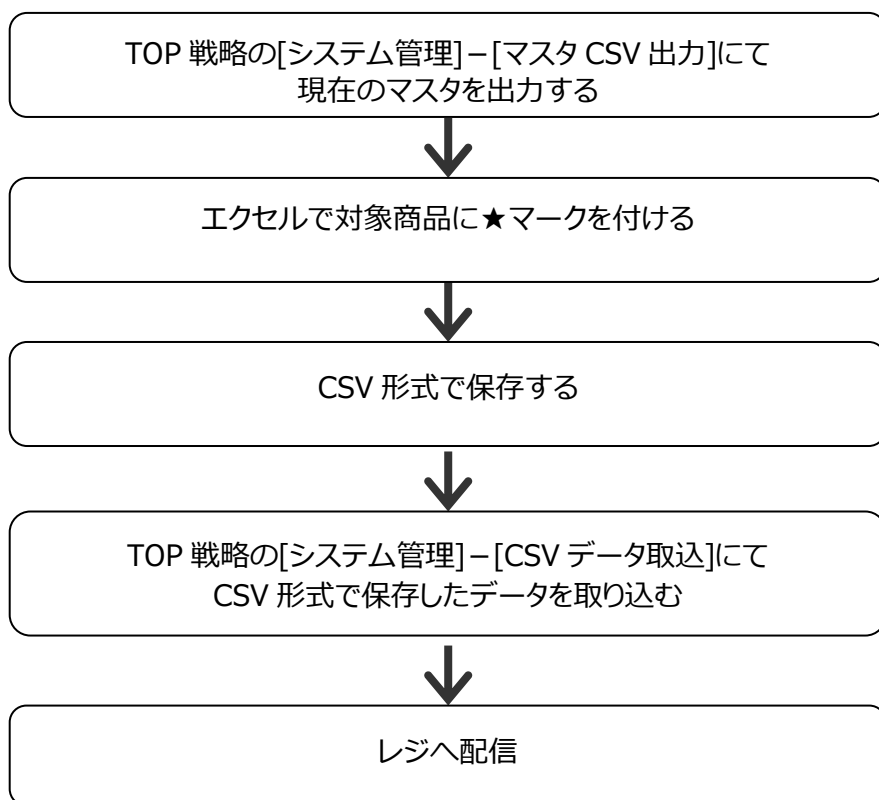 TOP 戦略の[システム管理]−[マスタ CSV 出力]にて
現在のマスタを出力する
エクセルで対象商品に★マークを付ける
CSV 形式で保存する
TOP 戦略の[システム管理]−[CSV データ取込]にて
CSV 形式で保存したデータを取り込む
レジへ配信